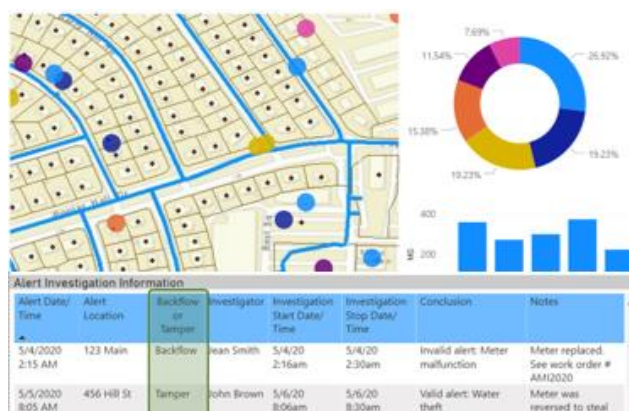 7.69%
11.54%
26.92%
15.38%
19.23%
19.23%
400
200
MG
Alert Investigation Information
Alert Date/ Alert Backflow Investigator Investigation Investigation Conclusion Notes
Time Location or Start Date/ Stop Date/
Tamper Time Time
5/4/2020 123 Main Backflow Jean Smith 5/4/20 5/4/20 Invalid alert: Meter Meter replaced.
2:15 AM 2:16am 2:30am malfunction See work order #
AMI2020
5/5/2020 456 Hill St Tamper John Brown 5/6/20 5/6/20 Valid alert: Water Meter was
8:05 AM 8:06am 8:30am theft reversed to steal